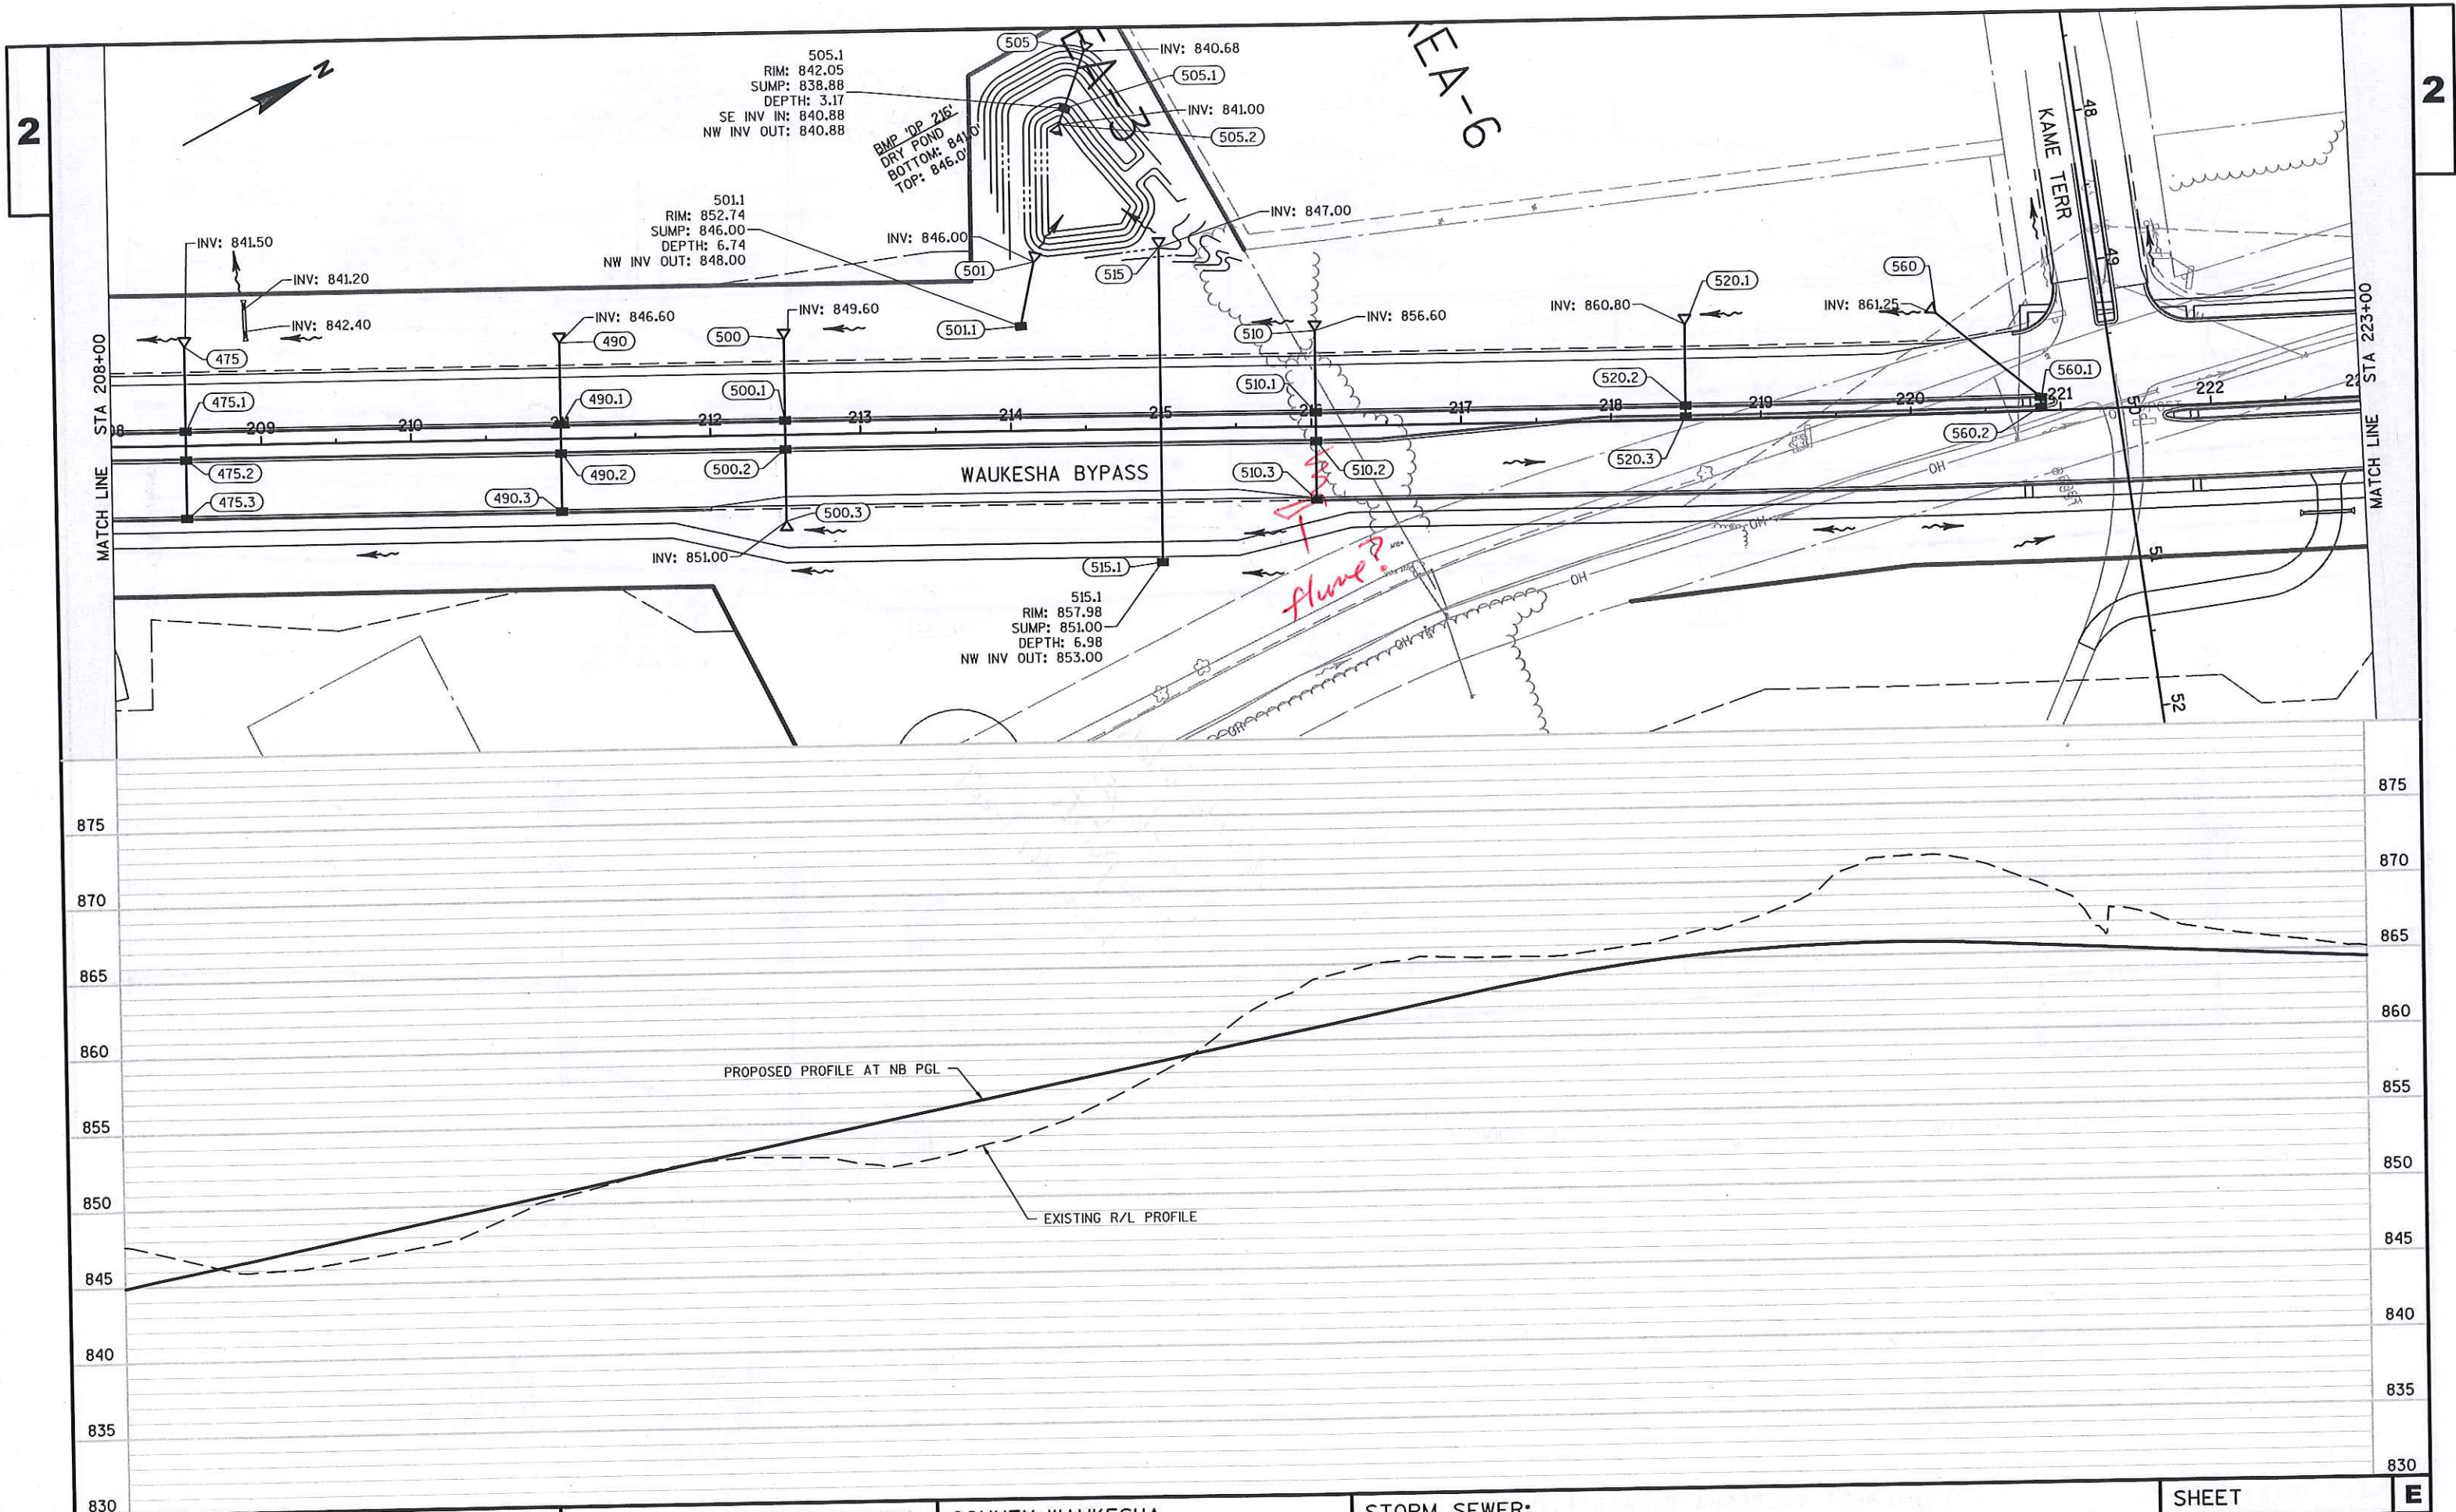 2
2
N
505.1
RIM: 842.05
SUMP: 838.88
DEPTH: 3.17
SE INV IN: 840.88
NW INV OUT: 840.88
BMP 'DP 216'
DRY POND
BOTTOM: 841.0'
TOP: 846.0'
505
INV: 840.68
505.1
INV: 841.00
505.2
EA-6
KAME TERR
48
49
50
51
52
501.1
RIM: 852.74
SUMP: 846.00
DEPTH: 6.74
NW INV OUT: 848.00
INV: 846.00
501
501.1
515
INV: 847.00
INV: 841.50
INV: 841.20
INV: 842.40
475
475.1
475.2
475.3
INV: 846.60
490
490.1
490.2
490.3
INV: 849.60
500
500.1
500.2
500.3
INV: 851.00
510
INV: 856.60
510.1
510.2
510.3
INV: 860.80
520.1
520.2
520.3
560
INV: 861.25
560.1
560.2
MATCH LINE STA 208+00
MATCH LINE STA 223+00
209
210
212
213
214
215
217
218
219
220
221
222
WAUKESHA BYPASS
OH
OH
OH
OH
flume?
515.1
515.1
RIM: 857.98
SUMP: 851.00
DEPTH: 6.98
NW INV OUT: 853.00
875
870
865
860
855
850
845
840
835
830
875
870
865
860
855
850
845
840
835
830
PROPOSED PROFILE AT NB PGL
EXISTING R/L PROFILE
COUNTY WAUKESHA
STORM SEWER:
SHEET
E